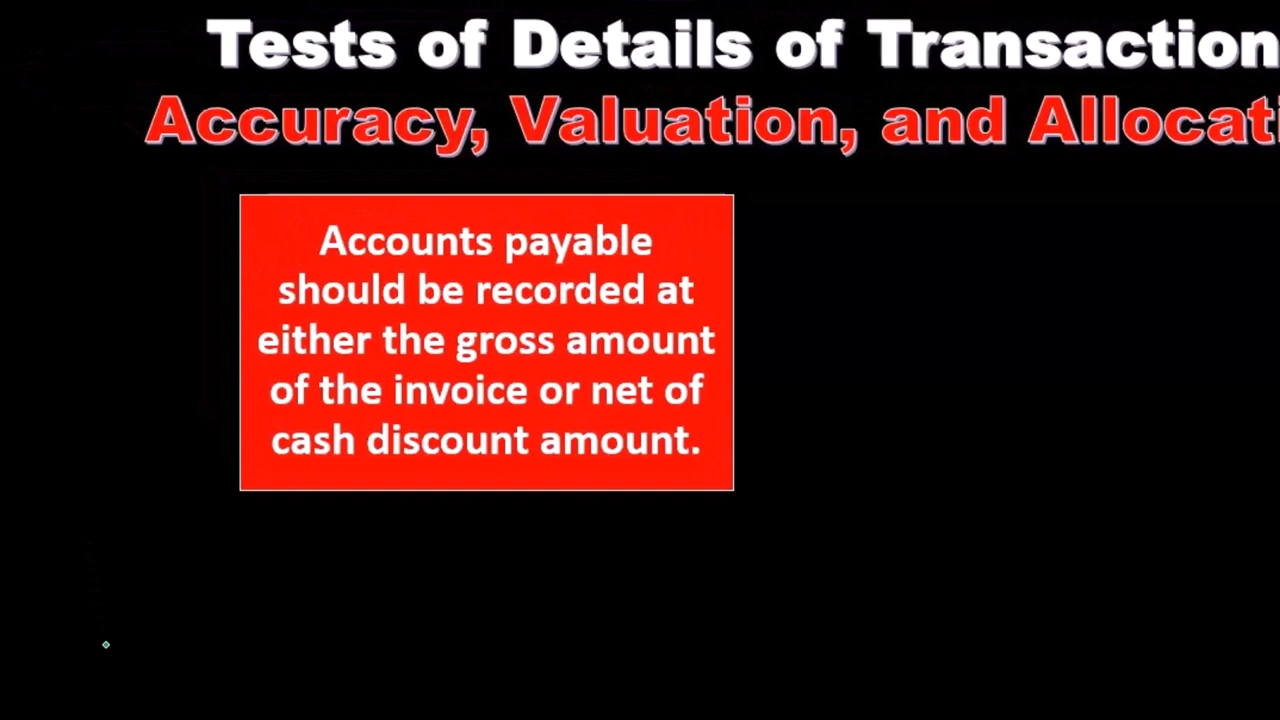 Tests of Details of Transaction
Accuracy, Valuation, and Allocati
Accounts payable
should be recorded at
either the gross amount
of the invoice or net of
cash discount amount.